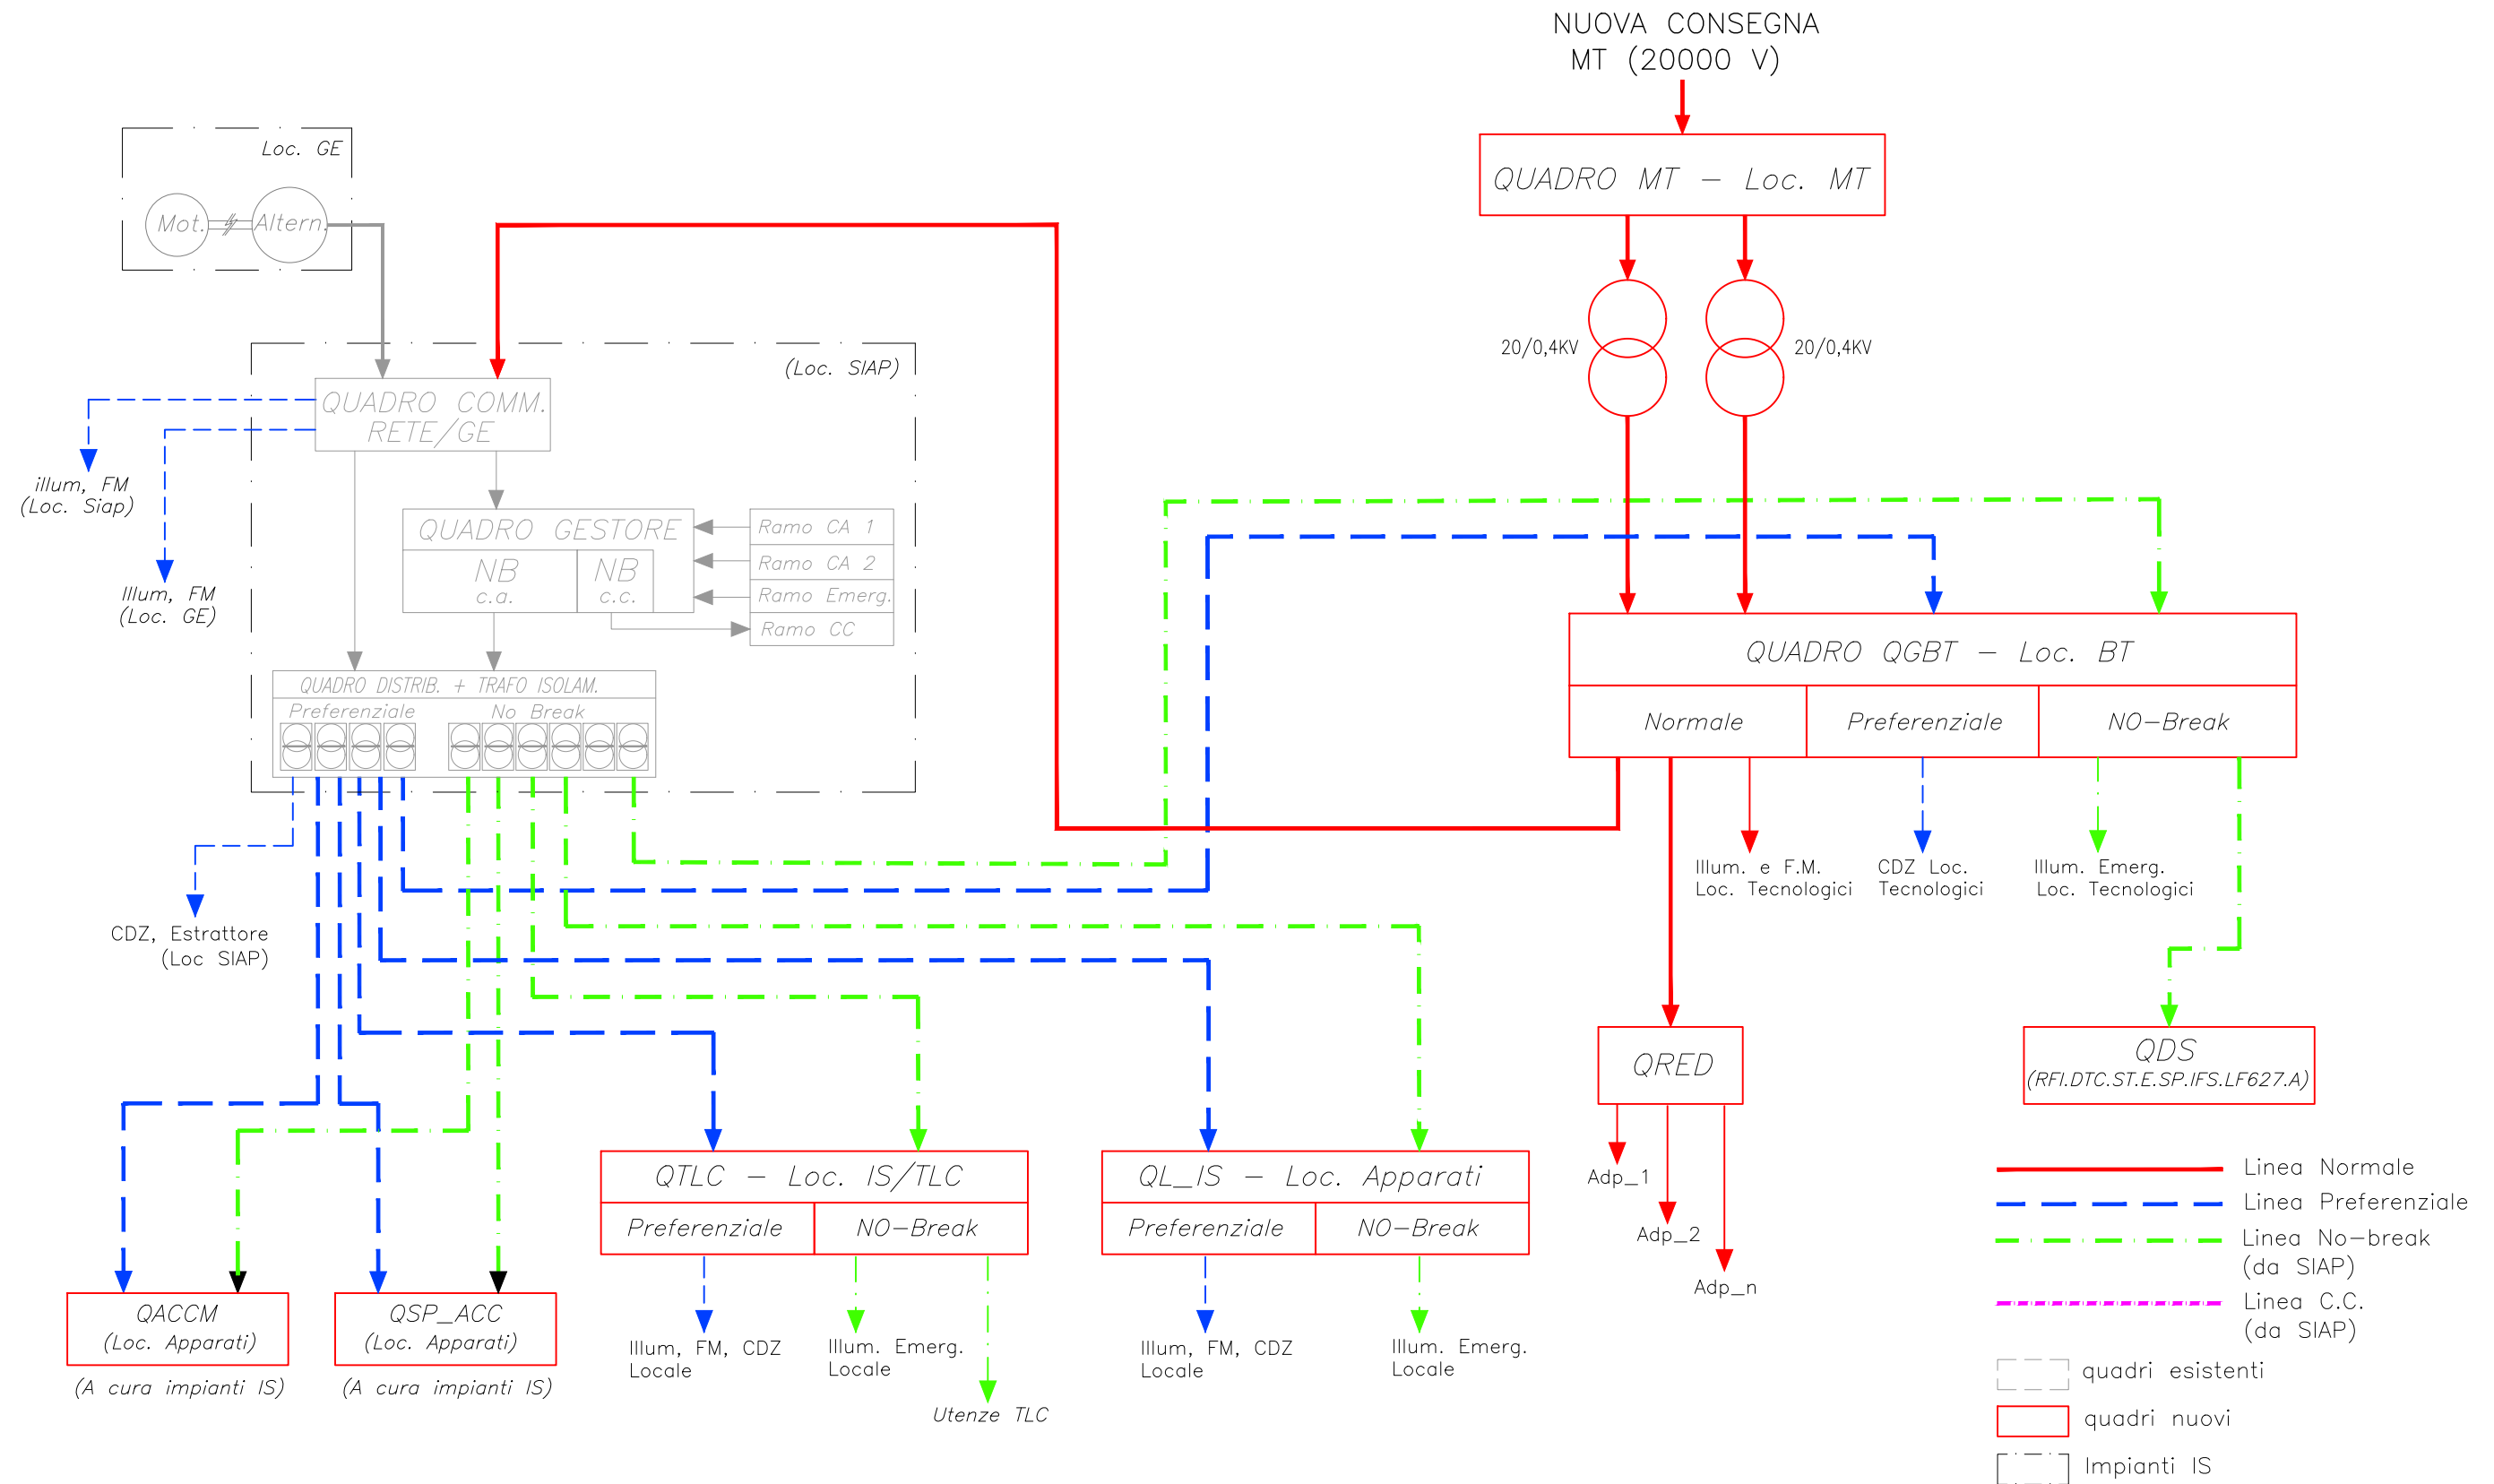 NUOVA CONSEGNA
MT (20000 V)
Loc. GE
Mot.
Altern.
QUADRO MT – Loc. MT
20/0,4KV
20/0,4KV
(Loc. SIAP)
QUADRO COMM.
RETE/GE
illum, FM
(Loc. Siap)
Illum, FM
(Loc. GE)
QUADRO GESTORE
NB
c.a.
NB
c.c.
Ramo CA 1
Ramo CA 2
Ramo Emerg.
Ramo CC
QUADRO DISTRIB. + TRAFO ISOLAM.
Preferenziale
No Break
QUADRO QGBT – Loc. BT
Normale
Preferenziale
NO–Break
Illum. e F.M.
Loc. Tecnologici
CDZ Loc.
Tecnologici
Illum. Emerg.
Loc. Tecnologici
CDZ, Estrattore
(Loc SIAP)
QRED
QDS
(RFI.DTC.ST.E.SP.IFS.LF627.A)
Adp_1
Adp_2
Adp_n
QTLC – Loc. IS/TLC
Preferenziale
NO–Break
QL_IS – Loc. Apparati
Preferenziale
NO–Break
QACCM
(Loc. Apparati)
(A cura impianti IS)
QSP_ACC
(Loc. Apparati)
(A cura impianti IS)
Illum, FM, CDZ
Locale
Illum. Emerg.
Locale
Utenze TLC
Illum, FM, CDZ
Locale
Illum. Emerg.
Locale
Linea Normale
Linea Preferenziale
Linea No–break
(da SIAP)
Linea C.C.
(da SIAP)
quadri esistenti
quadri nuovi
Impianti IS